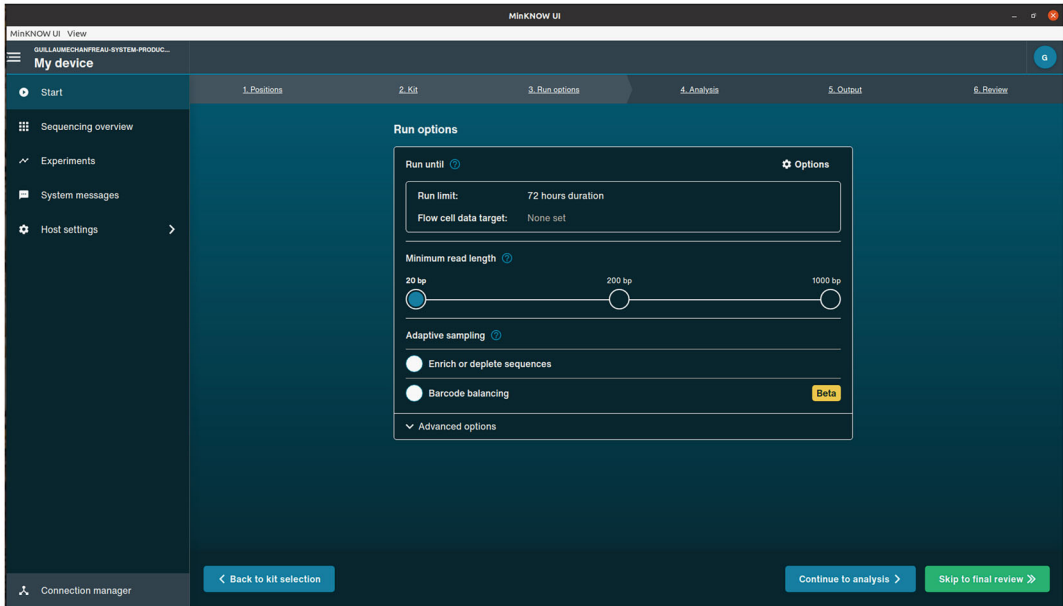 MinKNOW UI
MinKNOW UI View
GUILLAUMECHANFREAU-SYSTEM-PRODUC...
My device
G
Start
Sequencing overview
Experiments
System messages
Host settings
Connection manager
1. Positions
2. Kit
3. Run options
4. Analysis
5. Output
6. Review
Run options
Run until ? Options
Run limit: 72 hours duration
Flow cell data target: None set
Minimum read length ?
20 bp 200 bp 1000 bp
Adaptive sampling ?
Enrich or deplete sequences
Barcode balancing Beta
Advanced options
Back to kit selection
Continue to analysis
Skip to final review